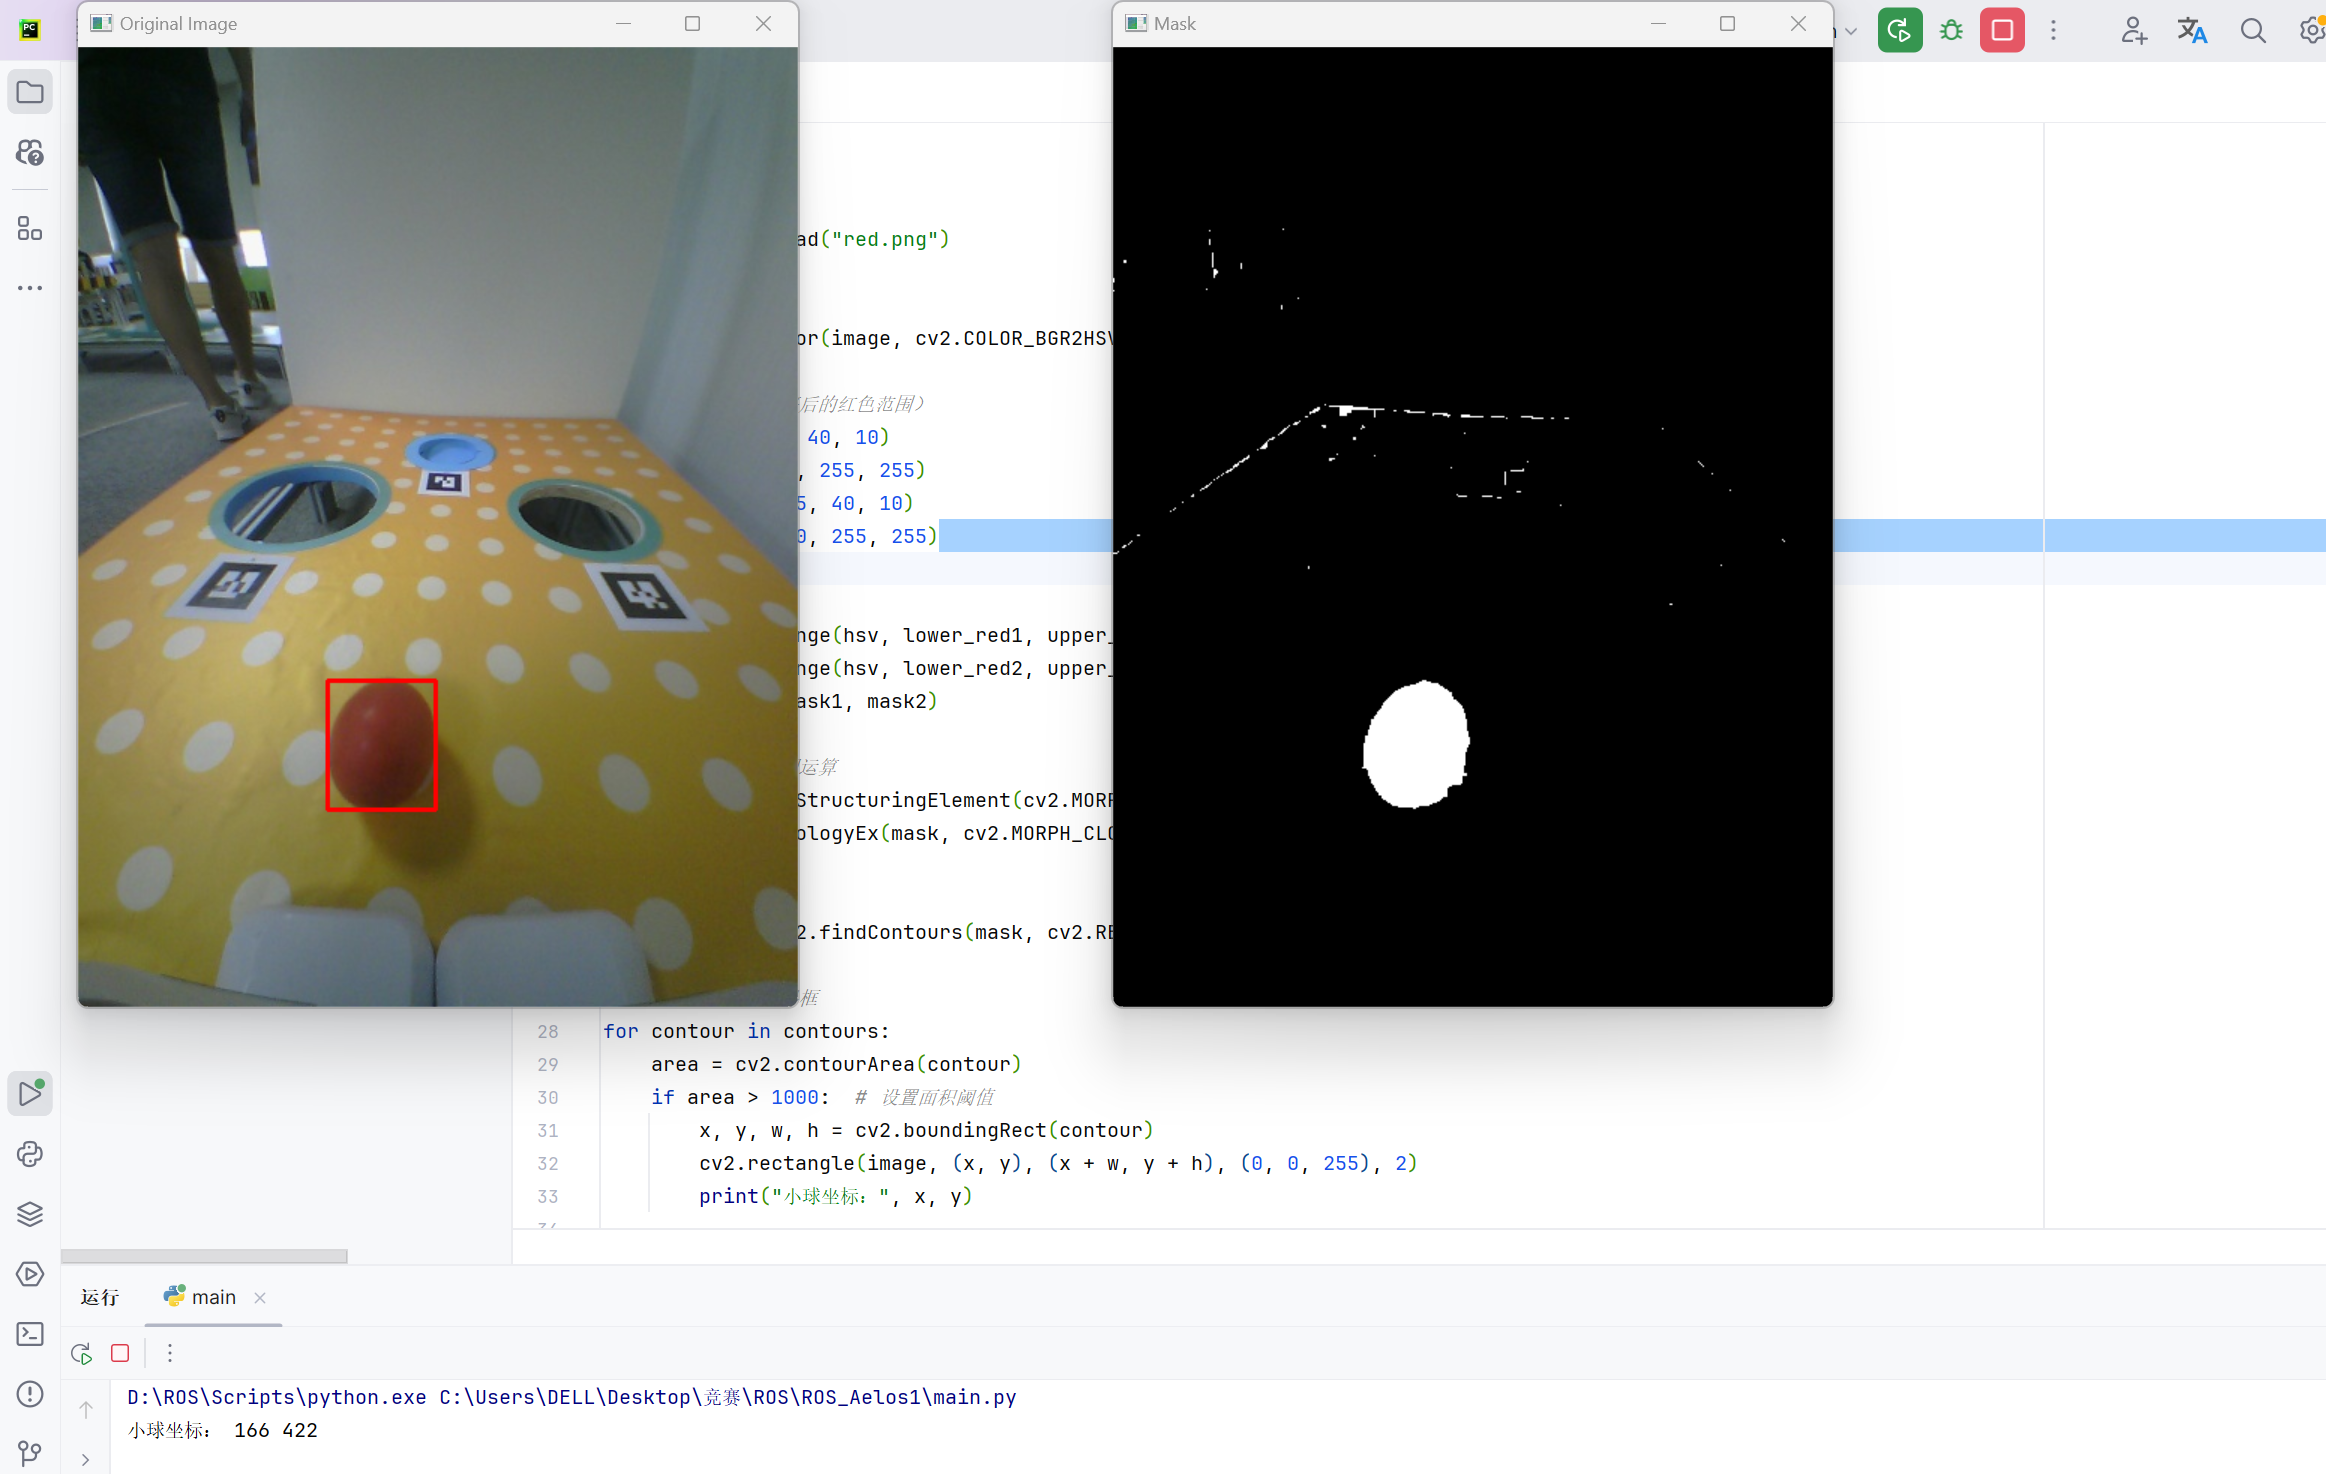 Original Image
Mask
ad("red.png")
or(image, cv2.COLOR_BGR2HSV
后的红色范围）
40, 10)
, 255, 255)
5, 40, 10)
0, 255, 255)
nge(hsv, lower_red1, upper_
nge(hsv, lower_red2, upper_
ask1, mask2)
运算
StructuringElement(cv2.MORP
ologyEx(mask, cv2.MORPH_CLO
2.findContours(mask, cv2.RE
框
28 for contour in contours:
29 area = cv2.contourArea(contour)
30 if area > 1000: # 设置面积阈值
31 x, y, w, h = cv2.boundingRect(contour)
32 cv2.rectangle(image, (x, y), (x + w, y + h), (0, 0, 255), 2)
33 print("小球坐标：", x, y)
运行 main
D:\ROS\Scripts\python.exe C:\Users\DELL\Desktop\竞赛\ROS\ROS_Aelos1\main.py
小球坐标： 166 422